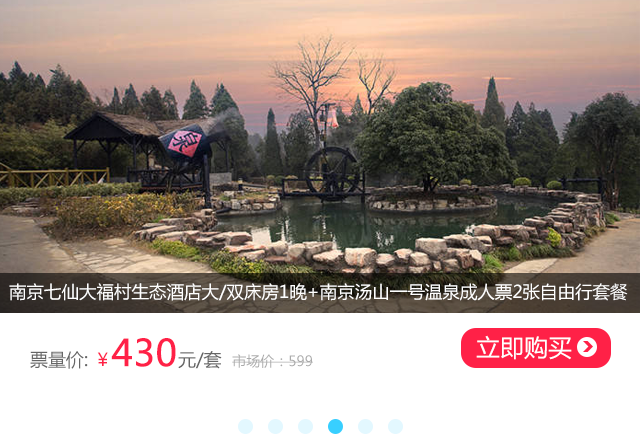 泉
南京七仙大福村生态酒店大/双床房1晚+南京汤山一号温泉成人票2张自由行套餐
票量价: ¥430元/套 市场价：599
立即购买